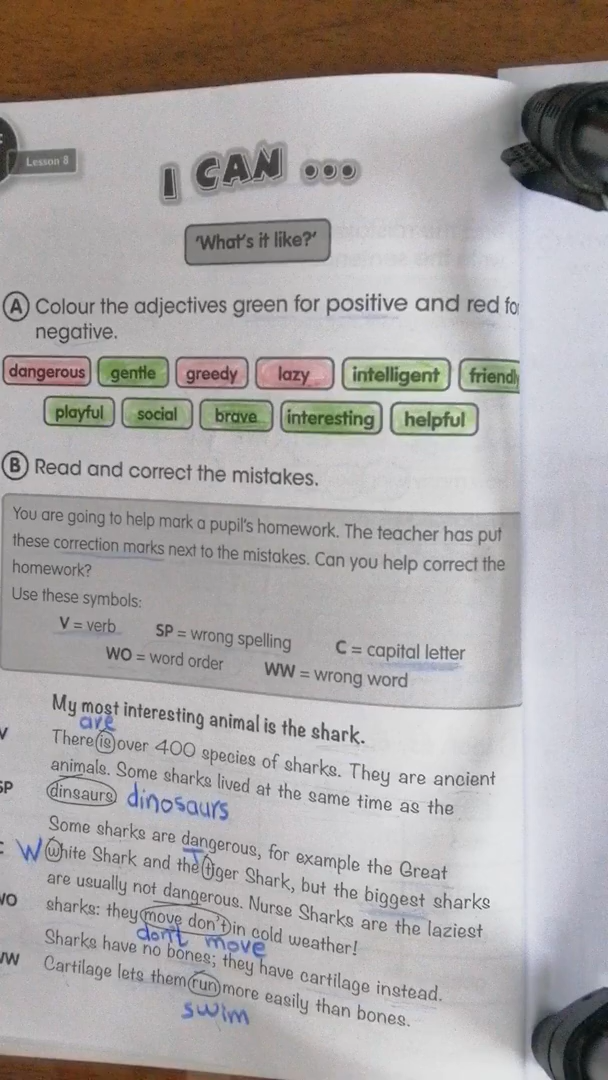 Lesson 8
I CAN ...
'What's it like?'
A Colour the adjectives green for positive and red fo
negative.
dangerous gentle greedy lazy intelligent friendly
playful social brave interesting helpful
B Read and correct the mistakes.
You are going to help mark a pupil's homework. The teacher has put
these correction marks next to the mistakes. Can you help correct the
homework?
Use these symbols:
V = verb SP = wrong spelling C = capital letter
WO = word order WW = wrong word
My most interesting animal is the shark.
are
V There is over 400 species of sharks. They are ancient
animals. Some sharks lived at the same time as the
SP dinsaurs dinosaurs
Some sharks are dangerous, for example the Great
W white Shark and the T tiger Shark, but the biggest sharks
are usually not dangerous. Nurse Sharks are the laziest
WO sharks: they move don't in cold weather!
don't move
Sharks have no bones; they have cartilage instead.
WW Cartilage lets them run more easily than bones.
swim